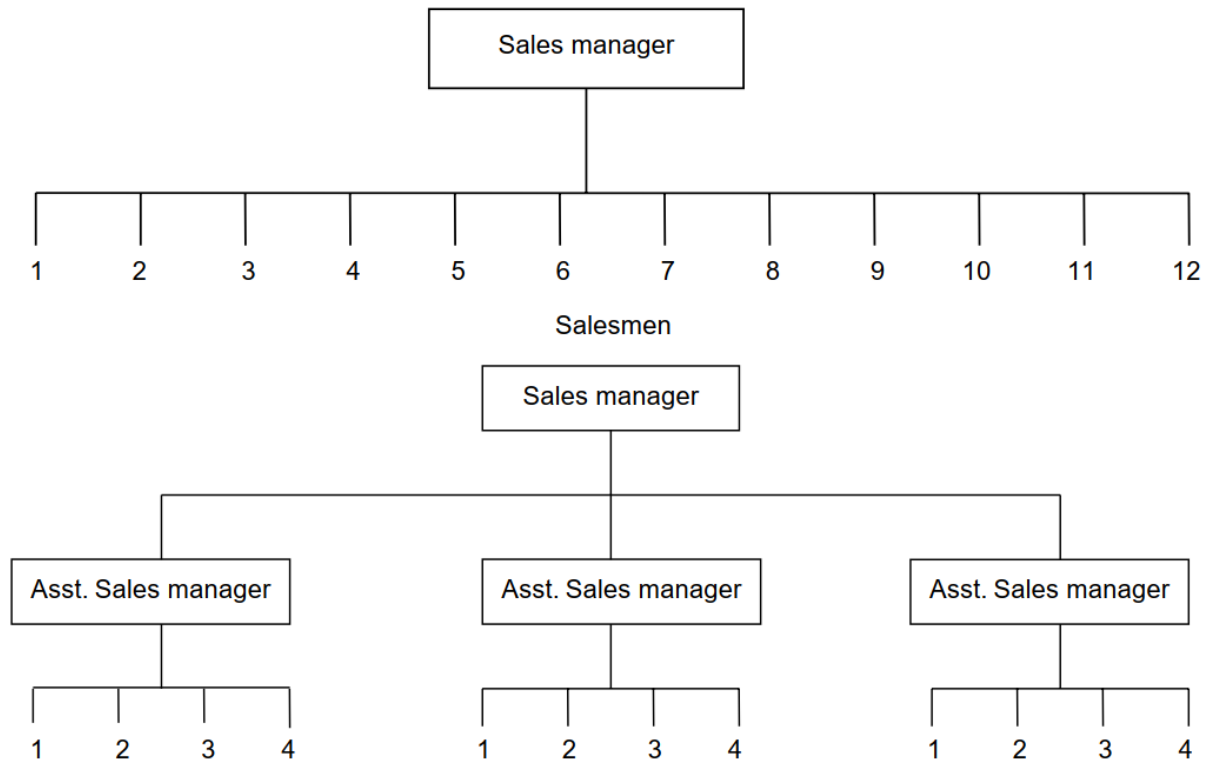 Sales manager
1 2 3 4 5 6 7 8 9 10 11 12
Salesmen
Sales manager
Asst. Sales manager Asst. Sales manager Asst. Sales manager
1 2 3 4 1 2 3 4 1 2 3 4